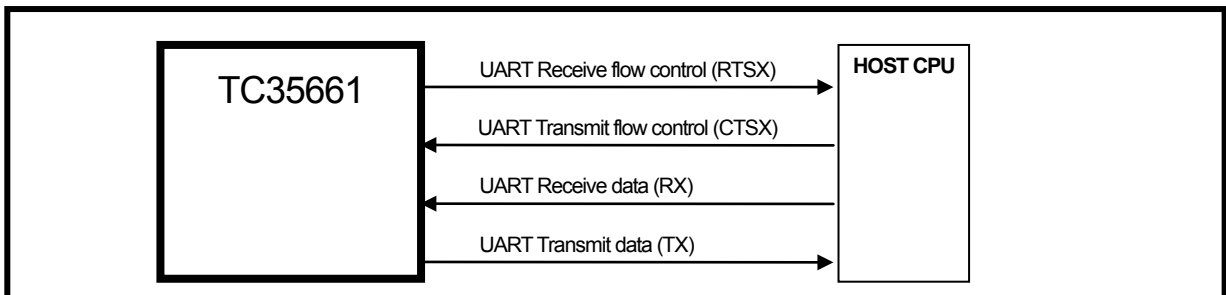 TC35661
HOST CPU
UART Receive flow control (RTSX)
UART Transmit flow control (CTSX)
UART Receive data (RX)
UART Transmit data (TX)